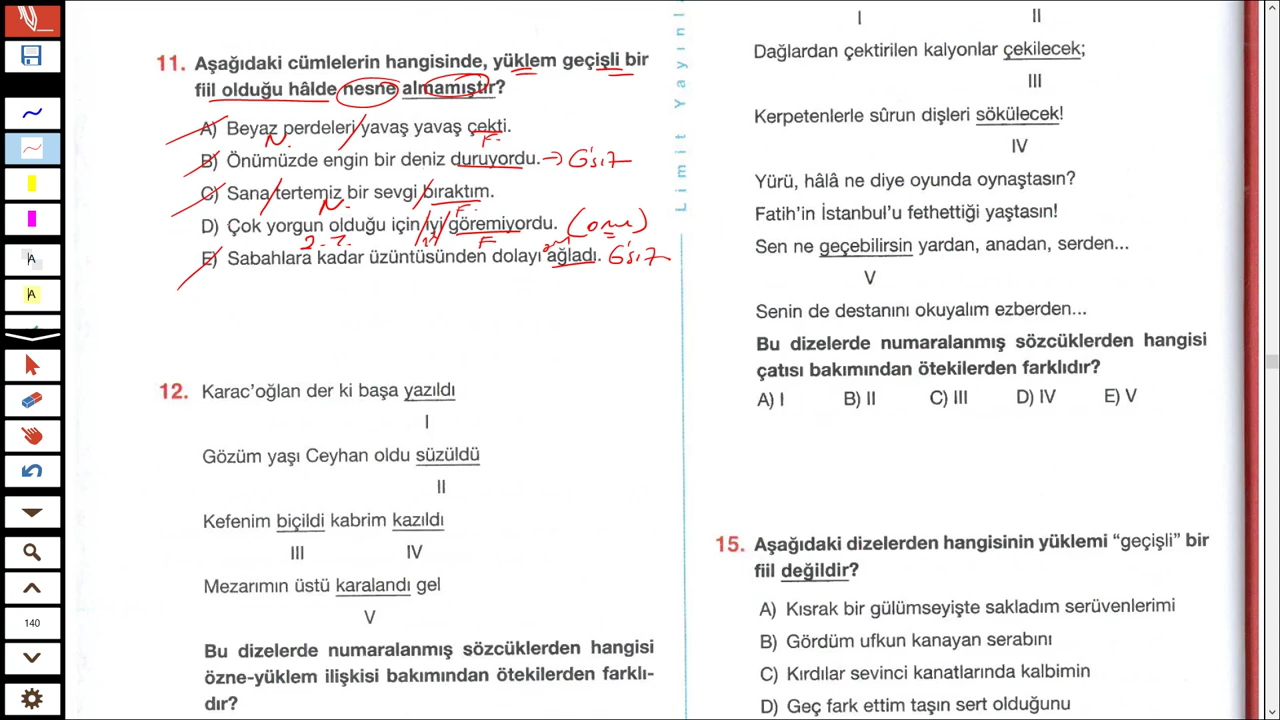 11. Aşağıdaki cümlelerin hangisinde, yüklem geçişli bir
fiil olduğu hâlde nesne almamıştır?
A) Beyaz perdeleri yavaş yavaş çekti.
N. F.
B) Önümüzde engin bir deniz duruyordu. → G'sız
C) Sana tertemiz bir sevgi bıraktım.
N. F.
D) Çok yorgun olduğu için iyi göremiyordu. (onu)
F
E) Sabahlara kadar üzüntüsünden dolayı ağladı. G'sız
12. Karac'oğlan der ki başa yazıldı
I
Gözüm yaşı Ceyhan oldu süzüldü
II
Kefenim biçildi kabrim kazıldı
III IV
Mezarımın üstü karalandı gel
V
Bu dizelerde numaralanmış sözcüklerden hangisi
özne-yüklem ilişkisi bakımından ötekilerden farklı-
dır?
Limit Yayınl
I II
Dağlardan çektirilen kalyonlar çekilecek;
III
Kerpetenlerle sûrun dişleri sökülecek!
IV
Yürü, hâlâ ne diye oyunda oynaştasın?
Fatih'in İstanbul'u fethettiği yaştasın!
Sen ne geçebilirsin yardan, anadan, serden...
V
Senin de destanını okuyalım ezberden...
Bu dizelerde numaralanmış sözcüklerden hangisi
çatısı bakımından ötekilerden farklıdır?
A) I B) II C) III D) IV E) V
15. Aşağıdaki dizelerden hangisinin yüklemi “geçişli” bir
fiil değildir?
A) Kısrak bir gülümseyişte sakladım serüvenlerimi
B) Gördüm ufkun kanayan serabını
C) Kırdılar sevinci kanatlarında kalbimin
D) Geç fark ettim taşın sert olduğunu
A
A
140